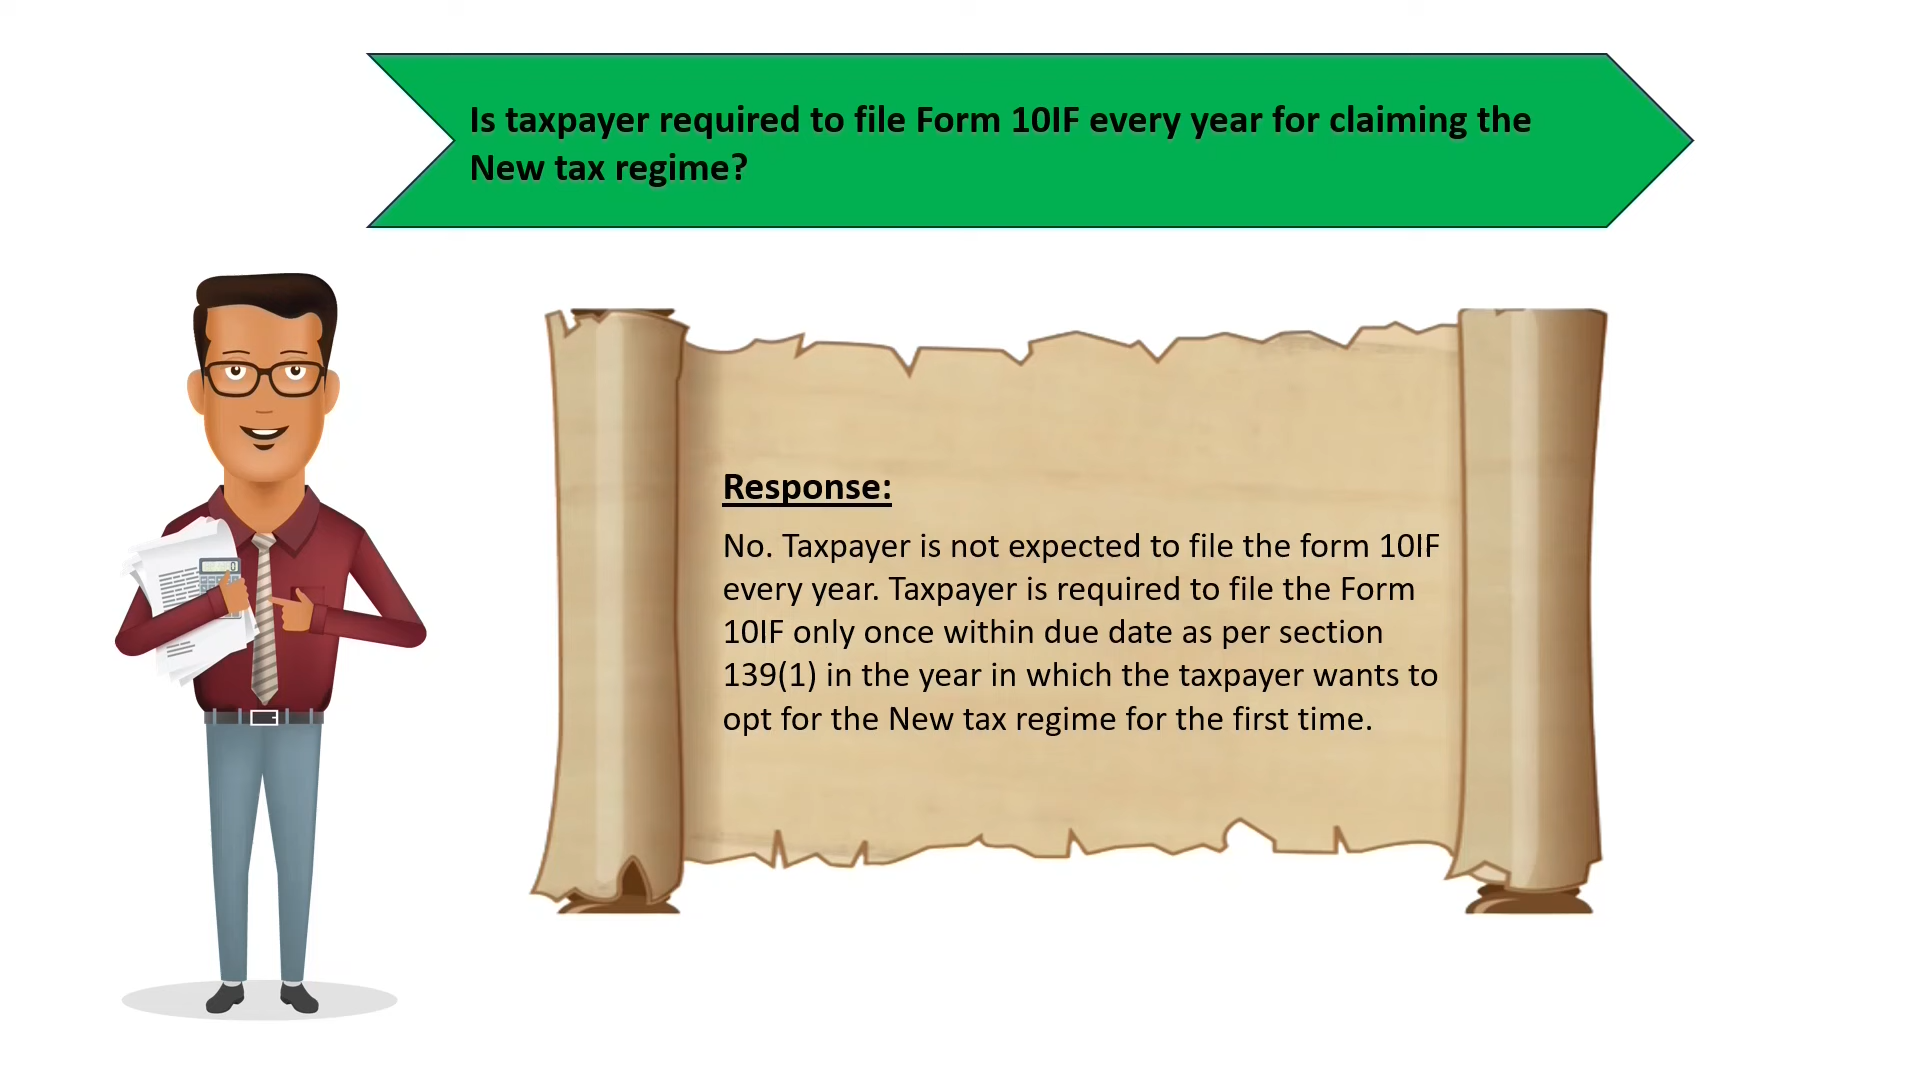 Is taxpayer required to file Form 10IF every year for claiming the
New tax regime?
0
Response:
No. Taxpayer is not expected to file the form 10IF
every year. Taxpayer is required to file the Form
10IF only once within due date as per section
139(1) in the year in which the taxpayer wants to
opt for the New tax regime for the first time.